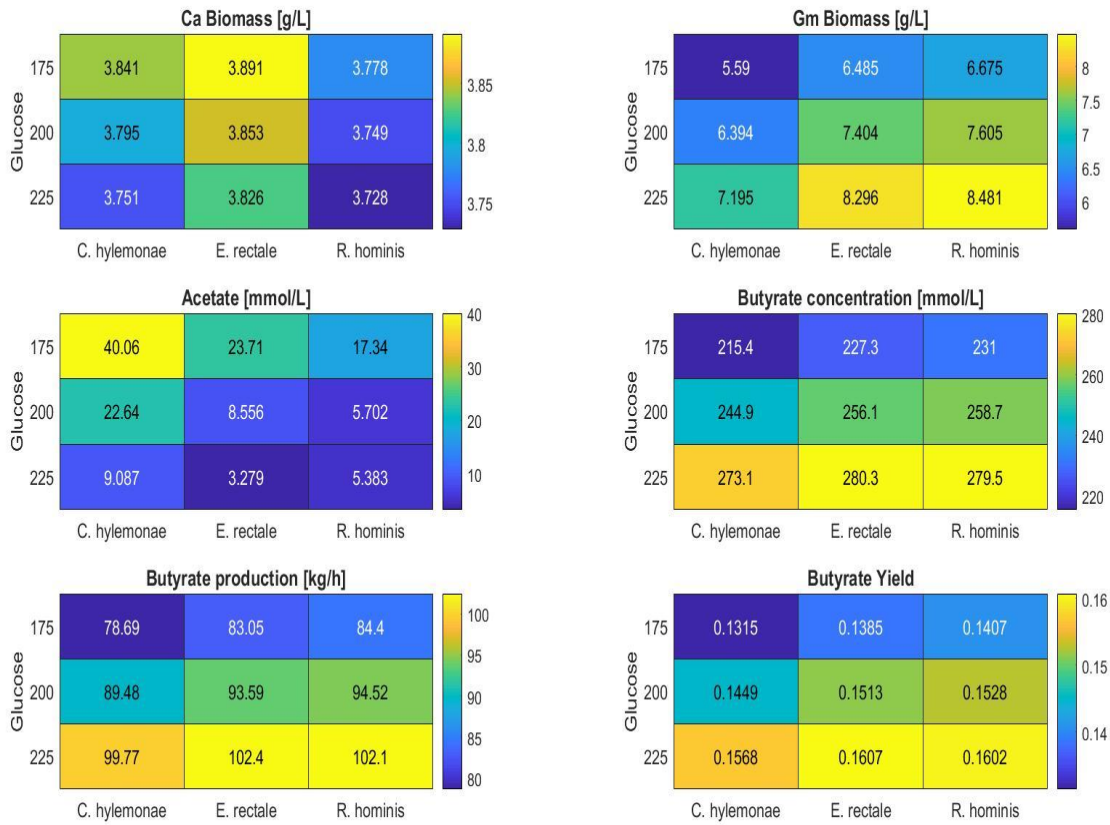 Ca Biomass [g/L]
Glucose
175 3.841 3.891 3.778
200 3.795 3.853 3.749
225 3.751 3.826 3.728
C. hylemonae E. rectale R. hominis
3.85
3.8
3.75
Gm Biomass [g/L]
Glucose
175 5.59 6.485 6.675
200 6.394 7.404 7.605
225 7.195 8.296 8.481
C. hylemonae E. rectale R. hominis
8
7.5
7
6.5
6
Acetate [mmol/L]
Glucose
175 40.06 23.71 17.34
200 22.64 8.556 5.702
225 9.087 3.279 5.383
C. hylemonae E. rectale R. hominis
40
30
20
10
Butyrate concentration [mmol/L]
Glucose
175 215.4 227.3 231
200 244.9 256.1 258.7
225 273.1 280.3 279.5
C. hylemonae E. rectale R. hominis
280
260
240
220
Butyrate production [kg/h]
Glucose
175 78.69 83.05 84.4
200 89.48 93.59 94.52
225 99.77 102.4 102.1
C. hylemonae E. rectale R. hominis
100
95
90
85
80
Butyrate Yield
Glucose
175 0.1315 0.1385 0.1407
200 0.1449 0.1513 0.1528
225 0.1568 0.1607 0.1602
C. hylemonae E. rectale R. hominis
0.16
0.15
0.14